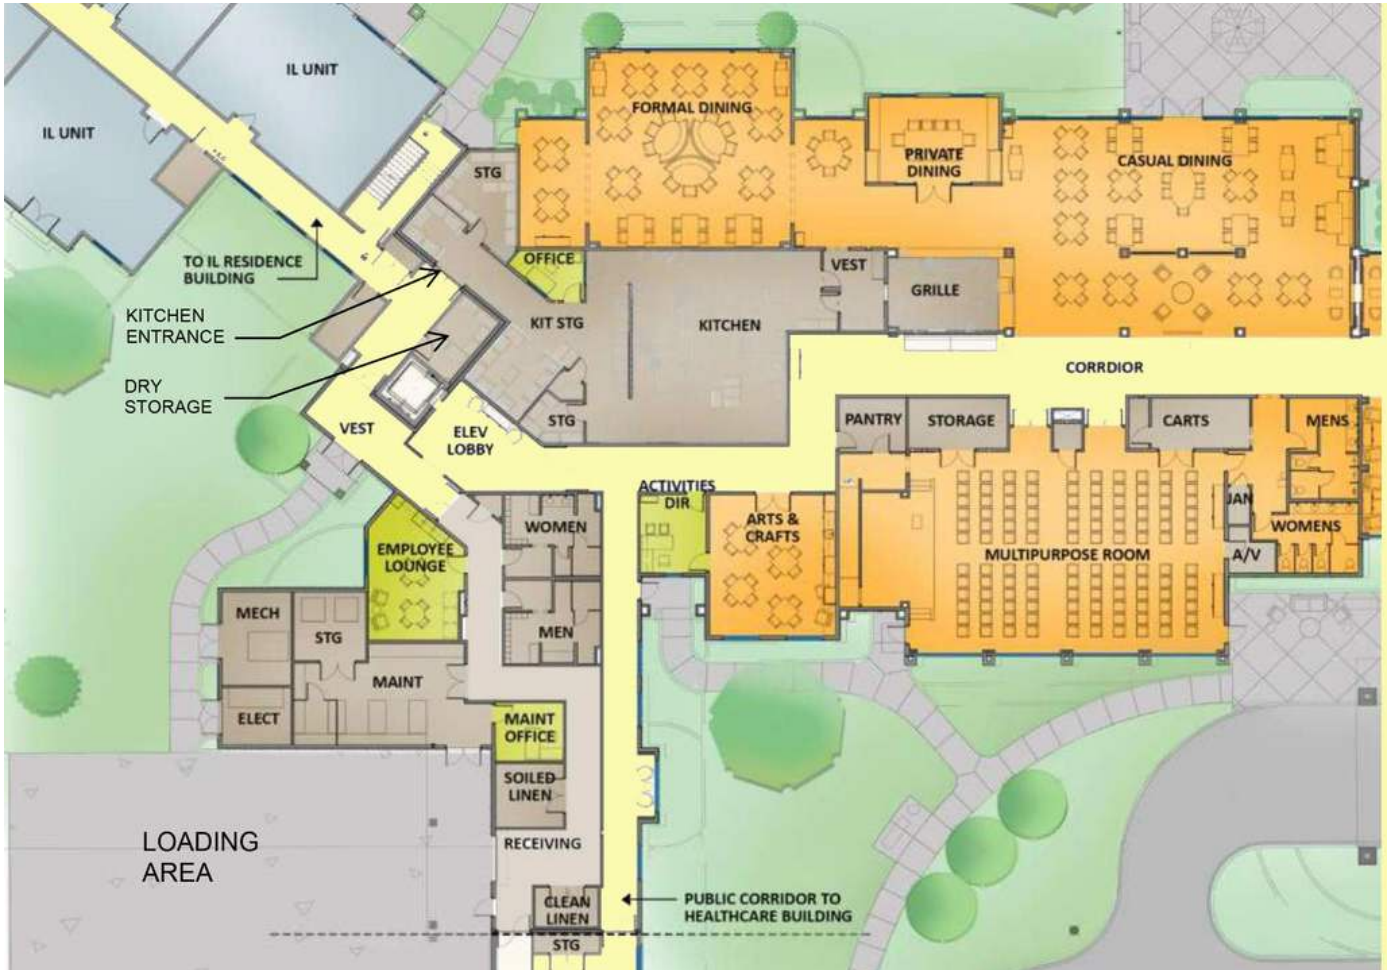 IL UNIT
IL UNIT
FORMAL DINING
PRIVATE
DINING
CASUAL DINING
STG
TO IL RESIDENCE
BUILDING
OFFICE
VEST
GRILLE
KITCHEN
ENTRANCE
KIT STG
KITCHEN
CORRDIOR
DRY
STORAGE
VEST
ELEV
LOBBY
STG
PANTRY
STORAGE
CARTS
MENS
ACTIVITIES
DIR
ARTS &
CRAFTS
JAN
WOMENS
WOMEN
EMPLOYEE
LOUNGE
MULTIPURPOSE ROOM
A/V
MECH
STG
MEN
MAINT
ELECT
MAINT
OFFICE
SOILED
LINEN
LOADING
AREA
RECEIVING
CLEAN
LINEN
PUBLIC CORRIDOR TO
HEALTHCARE BUILDING
STG